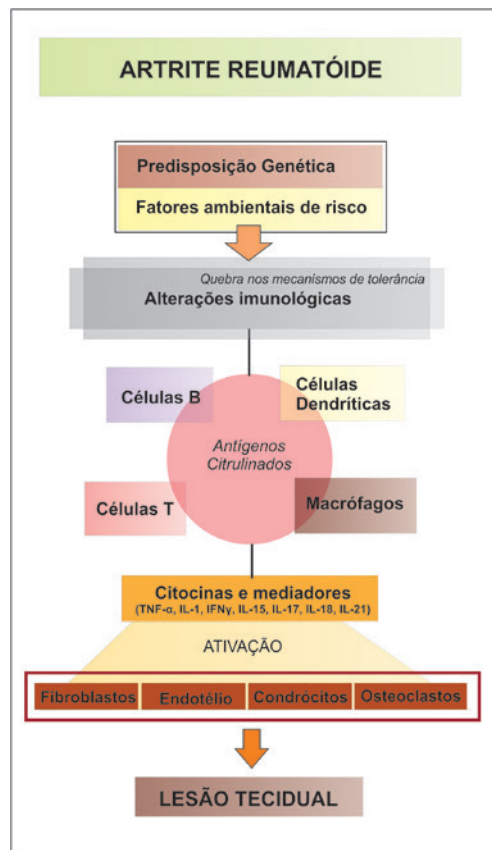 ARTRITE REUMATÓIDE
Predisposição Genética
Fatores ambientais de risco
Quebra nos mecanismos de tolerância
Alterações imunológicas
Células B
Células
Dendríticas
Antígenos
Citrulinados
Células T
Macrófagos
Citocinas e mediadores
(TNF-α, IL-1, IFNγ, IL-15, IL-17, IL-18, IL-21)
ATIVAÇÃO
Fibroblastos
Endotélio
Condrócitos
Osteoclastos
LESÃO TECIDUAL